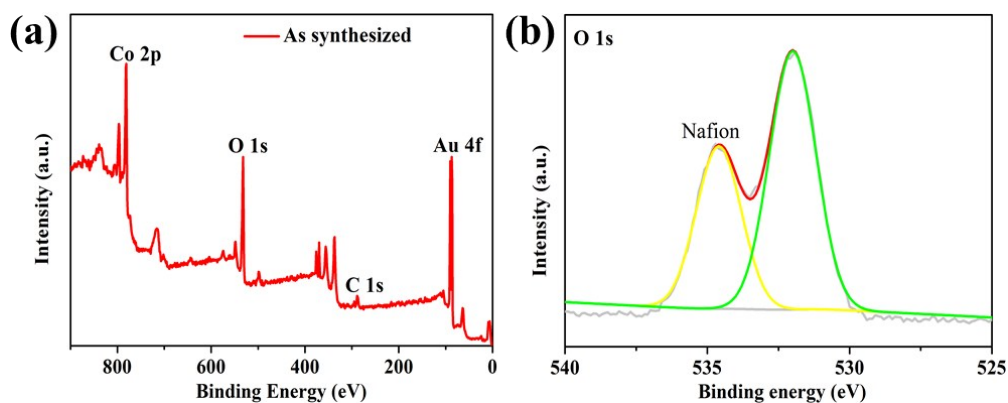 (a)
As synthesized
Co 2p
O 1s
Au 4f
C 1s
Intensity (a.u.)
800 600 400 200 0
Binding Energy (eV)
(b)
O 1s
Nafion
Intensity (a.u.)
540 535 530 525
Binding energy (eV)